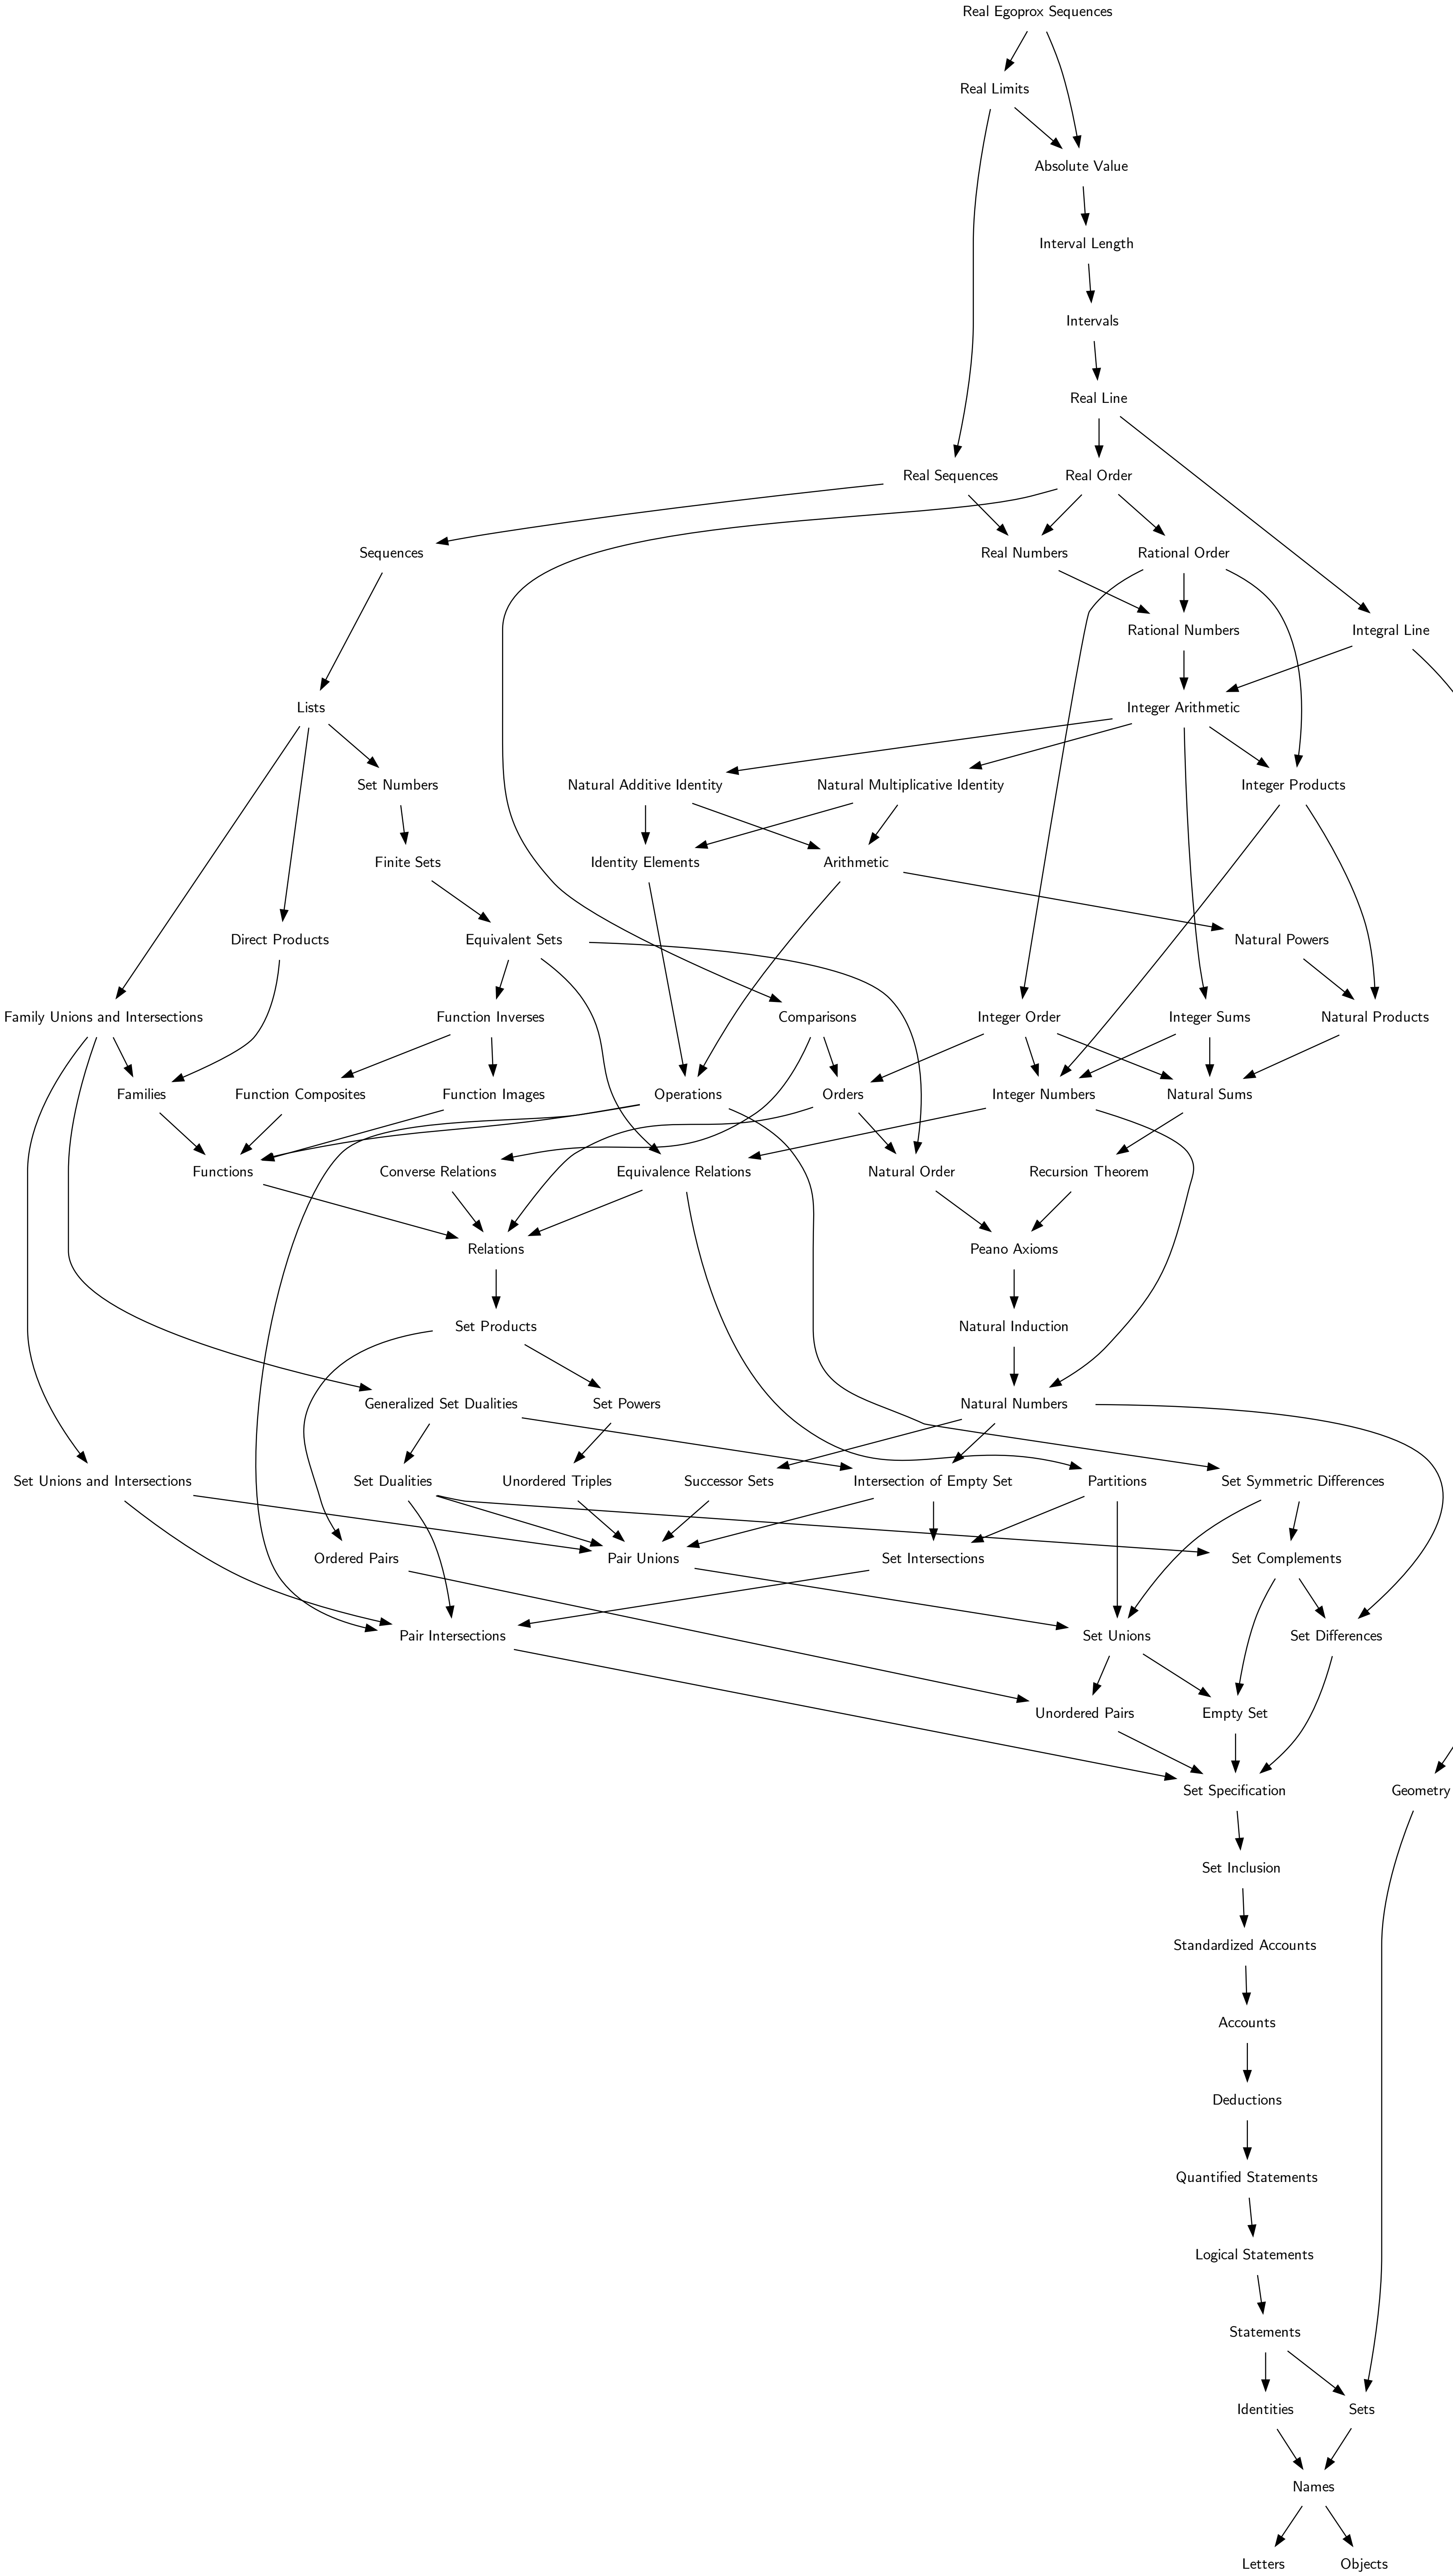 Real Egoprox Sequences
Real Limits
Absolute Value
Interval Length
Intervals
Real Line
Real Sequences
Real Order
Sequences
Real Numbers
Rational Order
Rational Numbers
Integral Line
Lists
Integer Arithmetic
Set Numbers
Natural Additive Identity
Natural Multiplicative Identity
Integer Products
Finite Sets
Identity Elements
Arithmetic
Direct Products
Equivalent Sets
Natural Powers
Family Unions and Intersections
Function Inverses
Comparisons
Integer Order
Integer Sums
Natural Products
Families
Function Composites
Function Images
Operations
Orders
Integer Numbers
Natural Sums
Functions
Converse Relations
Equivalence Relations
Natural Order
Recursion Theorem
Relations
Peano Axioms
Set Products
Natural Induction
Generalized Set Dualities
Set Powers
Natural Numbers
Set Unions and Intersections
Set Dualities
Unordered Triples
Successor Sets
Intersection of Empty Set
Partitions
Set Symmetric Differences
Ordered Pairs
Pair Unions
Set Intersections
Set Complements
Pair Intersections
Set Unions
Set Differences
Unordered Pairs
Empty Set
Set Specification
Geometry
Set Inclusion
Standardized Accounts
Accounts
Deductions
Quantified Statements
Logical Statements
Statements
Identities
Sets
Names
Letters
Objects